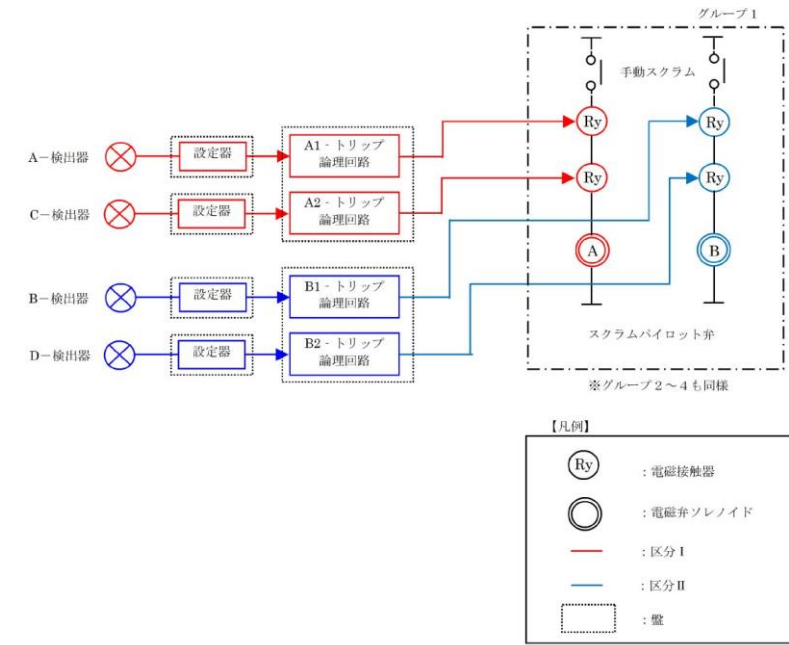 グループ1
手動スクラム
Ry
Ry
Ry
Ry
A-検出器
設定器
A1 - トリップ
論理回路
C-検出器
設定器
A2 - トリップ
論理回路
A
B
B-検出器
設定器
B1 - トリップ
論理回路
D-検出器
設定器
B2 - トリップ
論理回路
スクラムパイロット弁
※グループ2～4も同様
【凡例】
Ry
:電磁接触器
:電磁弁ソレノイド
:区分Ⅰ
:区分Ⅱ
:盤